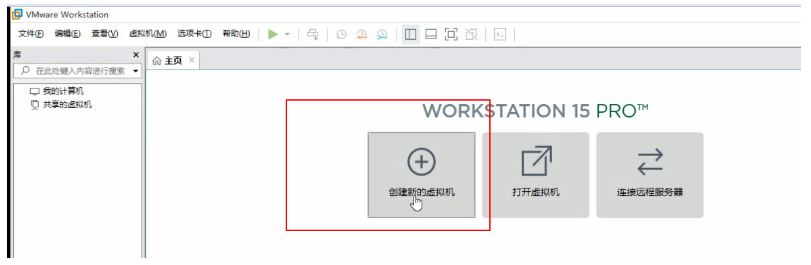 VMware Workstation
文件(F) 编辑(E) 查看(V) 虚拟机(M) 选项卡(T) 帮助(H)
库
在此处键入内容进行搜索
我的计算机
共享的虚拟机
主页
WORKSTATION 15 PRO™
创建新的虚拟机 打开虚拟机 连接远程服务器